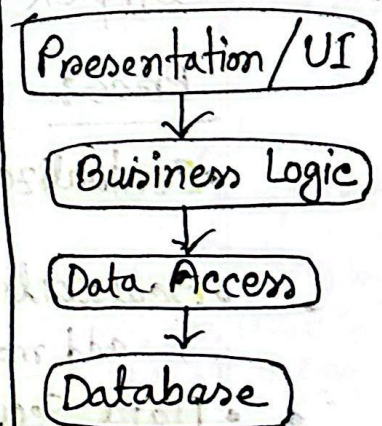 Presentation / UI
Business Logic
Data Access
Database